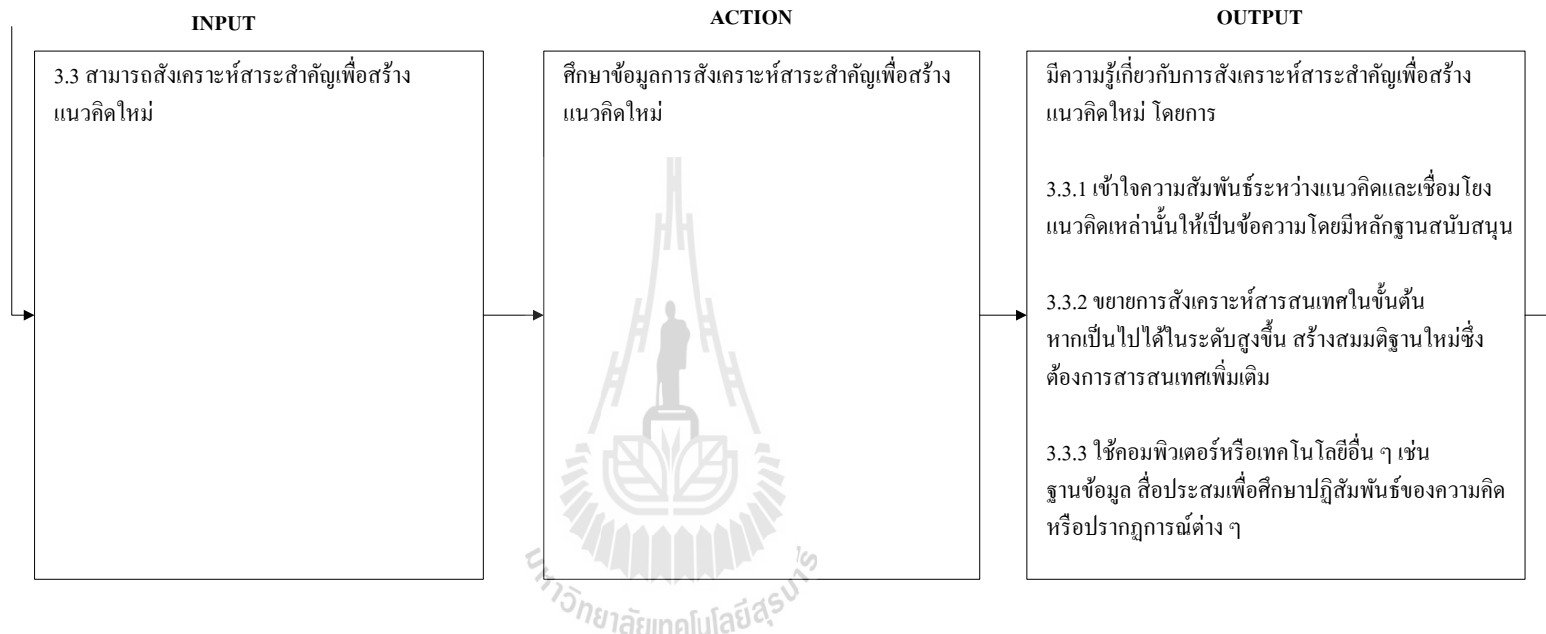 INPUT
ACTION
OUTPUT
3.3 สามารถสังเคราะห์สาระสำคัญเพื่อสร้าง
แนวคิดใหม่
ศึกษาข้อมูลการสังเคราะห์สาระสำคัญเพื่อสร้าง
แนวคิดใหม่
มีความรู้เกี่ยวกับการสังเคราะห์สาระสำคัญเพื่อสร้าง
แนวคิดใหม่ โดยการ
3.3.1 เข้าใจความสัมพันธ์ระหว่างแนวคิดและเชื่อมโยง
แนวคิดเหล่านั้นให้เป็นข้อความโดยมีหลักฐานสนับสนุน
3.3.2 ขยายการสังเคราะห์สารสนเทศในขั้นต้น
หากเป็นไปได้ในระดับสูงขึ้น สร้างสมมติฐานใหม่ซึ่ง
ต้องการสารสนเทศเพิ่มเติม
3.3.3 ใช้คอมพิวเตอร์หรือเทคโนโลยีอื่น ๆ เช่น
ฐานข้อมูล สื่อประสมเพื่อศึกษาปฏิสัมพันธ์ของความคิด
หรือปรากฏการณ์ต่าง ๆ
มหาวิทยาลัยเทคโนโลยีสุรนารี